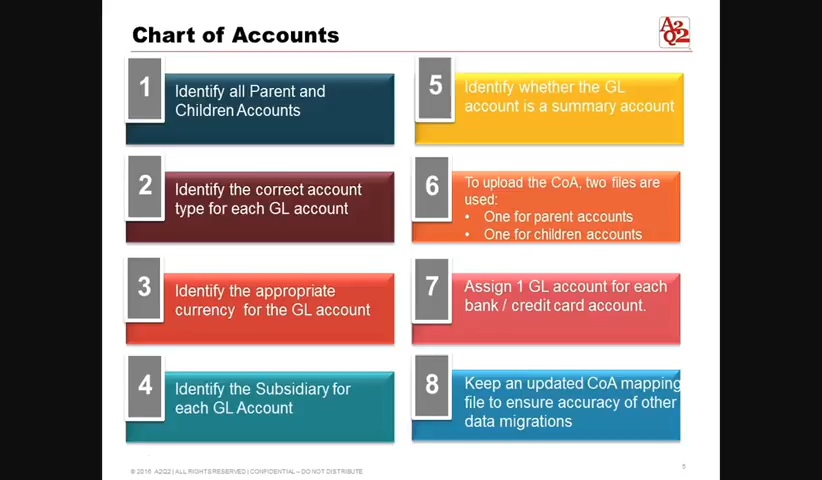 Chart of Accounts
A2
Q2
1
Identify all Parent and
Children Accounts
2
Identify the correct account
type for each GL account
3
Identify the appropriate
currency for the GL account
4
Identify the Subsidiary for
each GL Account
5
Identify whether the GL
account is a summary account
6
To upload the CoA, two files are
used:
• One for parent accounts
• One for children accounts
7
Assign 1 GL account for each
bank / credit card account.
8
Keep an updated CoA mapping
file to ensure accuracy of other
data migrations
© 2016 A2Q2 | ALL RIGHTS RESERVED | CONFIDENTIAL – DO NOT DISTRIBUTE
5